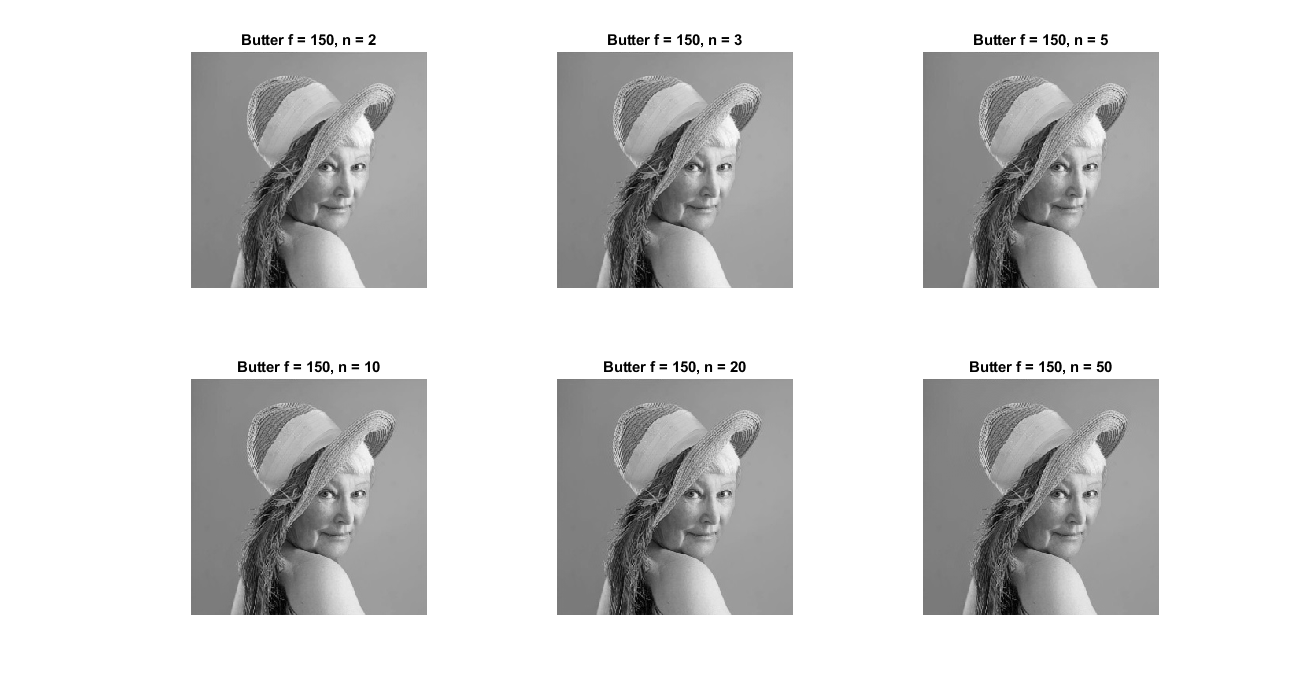 Butter f = 150, n = 2
Butter f = 150, n = 3
Butter f = 150, n = 5
Butter f = 150, n = 10
Butter f = 150, n = 20
Butter f = 150, n = 50